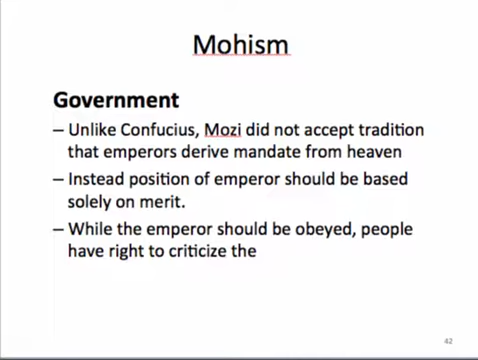 Mohism
Government
– Unlike Confucius, Mozi did not accept tradition
that emperors derive mandate from heaven
– Instead position of emperor should be based
solely on merit.
– While the emperor should be obeyed, people
have right to criticize the
42